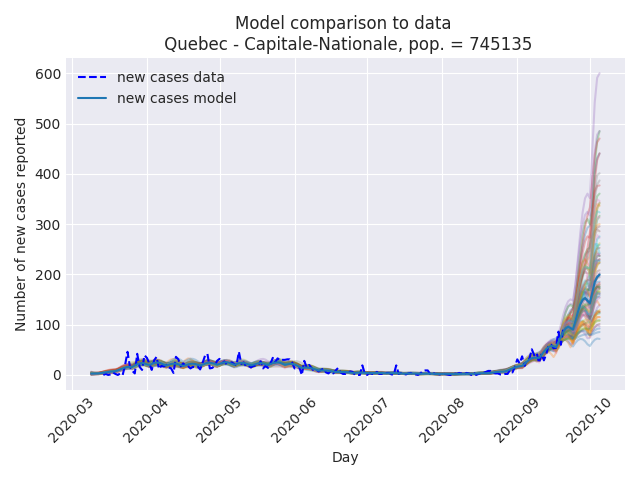 Model comparison to data
Quebec - Capitale-Nationale, pop. = 745135
new cases data
new cases model
Number of new cases reported
600
500
400
300
200
100
0
2020-03
2020-04
2020-05
2020-06
2020-07
2020-08
2020-09
2020-10
Day